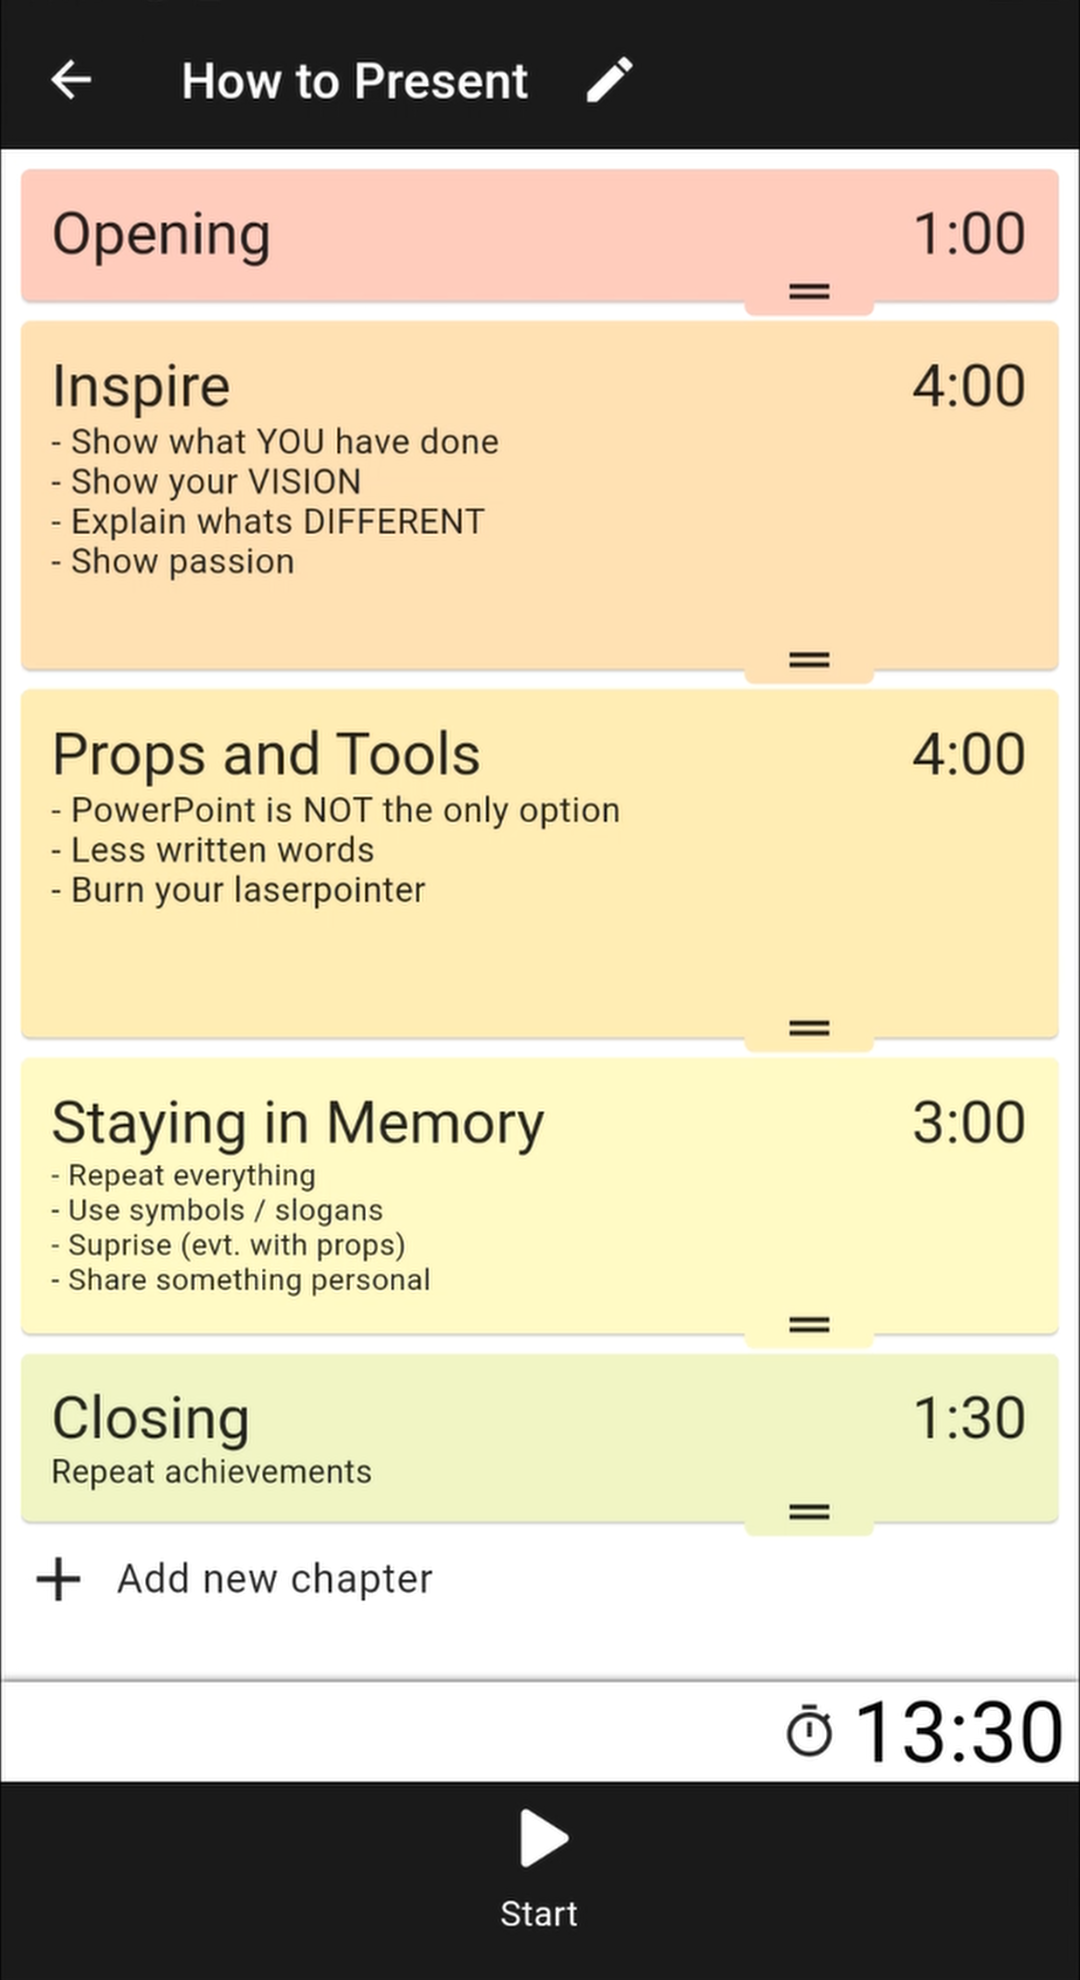 How to Present
Opening 1:00
Inspire 4:00
- Show what YOU have done
- Show your VISION
- Explain whats DIFFERENT
- Show passion
Props and Tools 4:00
- PowerPoint is NOT the only option
- Less written words
- Burn your laserpointer
Staying in Memory 3:00
- Repeat everything
- Use symbols / slogans
- Suprise (evt. with props)
- Share something personal
Closing 1:30
Repeat achievements
Add new chapter
13:30
Start